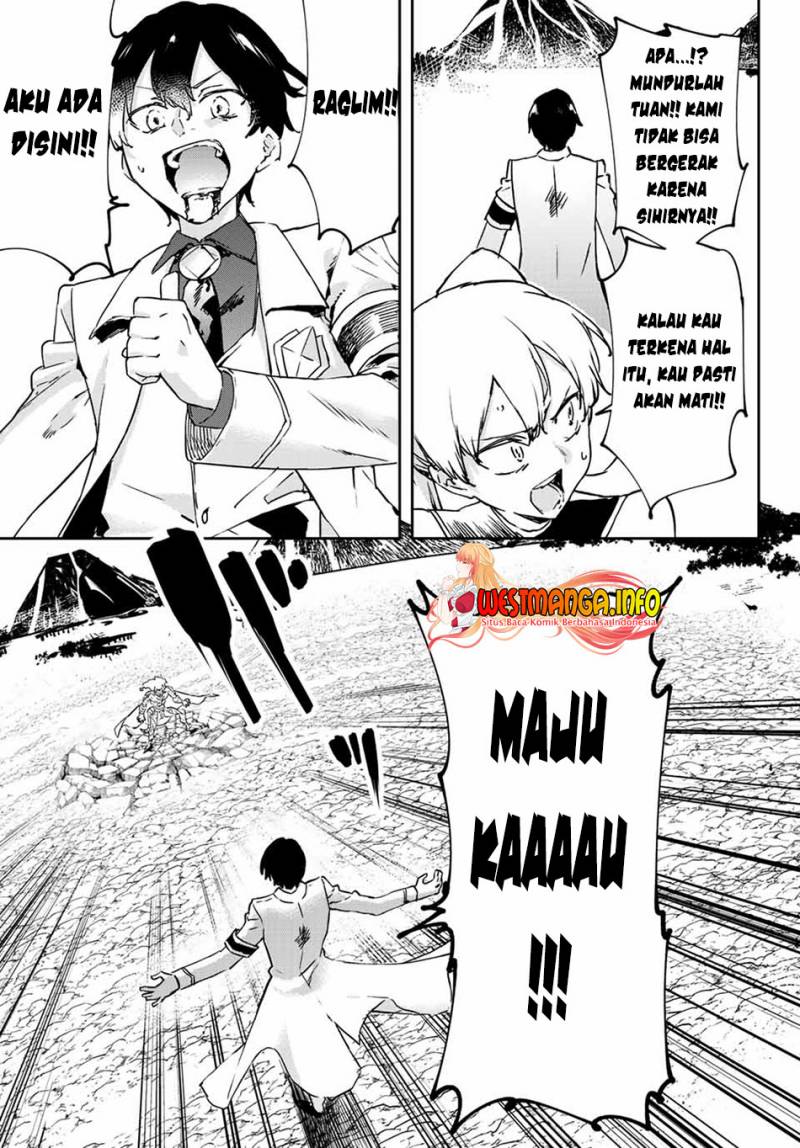 APA...!?
MUNDURLAH
TUAN!! KAMI
TIDAK BISA
BERGERAK
KARENA
SIHIRNYA!!
KALAU KAU
TERKENA HAL
ITU, KAU PASTI
AKAN MATI!!
RAGLIM!!
AKU ADA
DISINI!!
WESTMANGA.INFO
Situs Baca Komik Berbahasa Indonesia
MAJU
KAAAAU
!!!